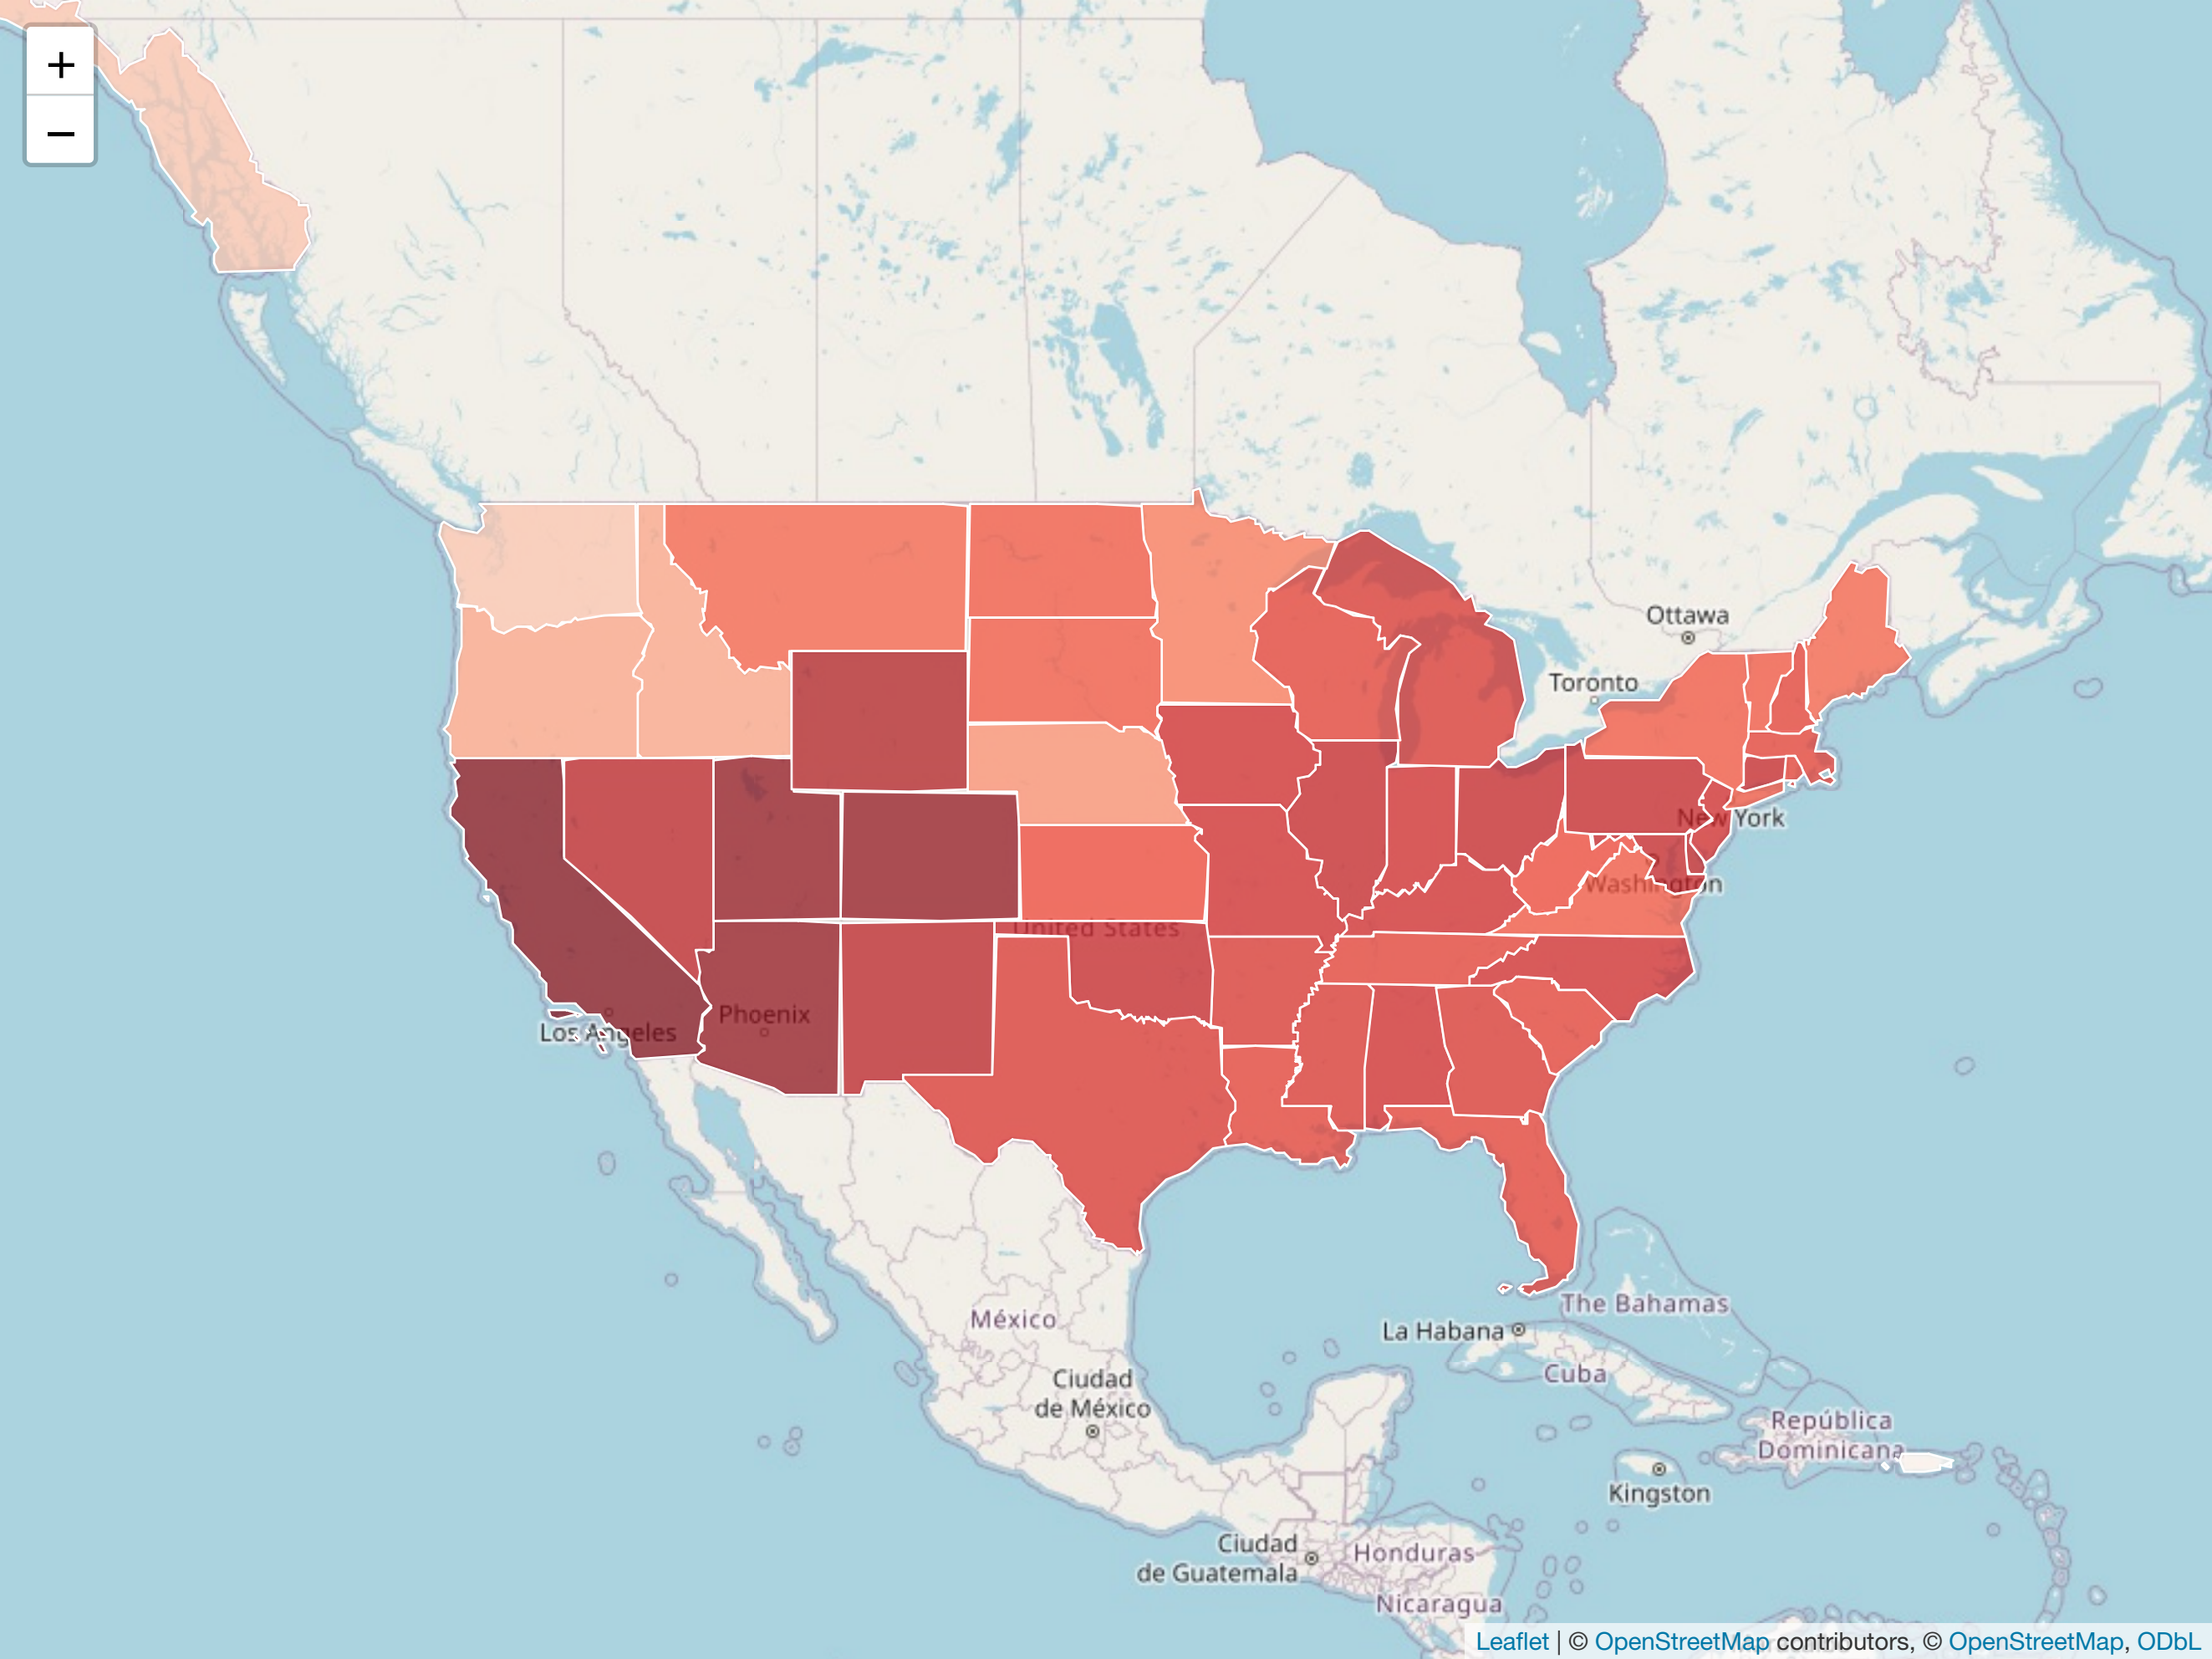 +
−
Ottawa
Toronto
New York
Washington
United States
Phoenix
Los Angeles
The Bahamas
México
La Habana
Cuba
Ciudad
de México
República
Dominicana
Kingston
Ciudad
de Guatemala
Honduras
Nicaragua
Leaflet | © OpenStreetMap contributors, © OpenStreetMap, ODbL